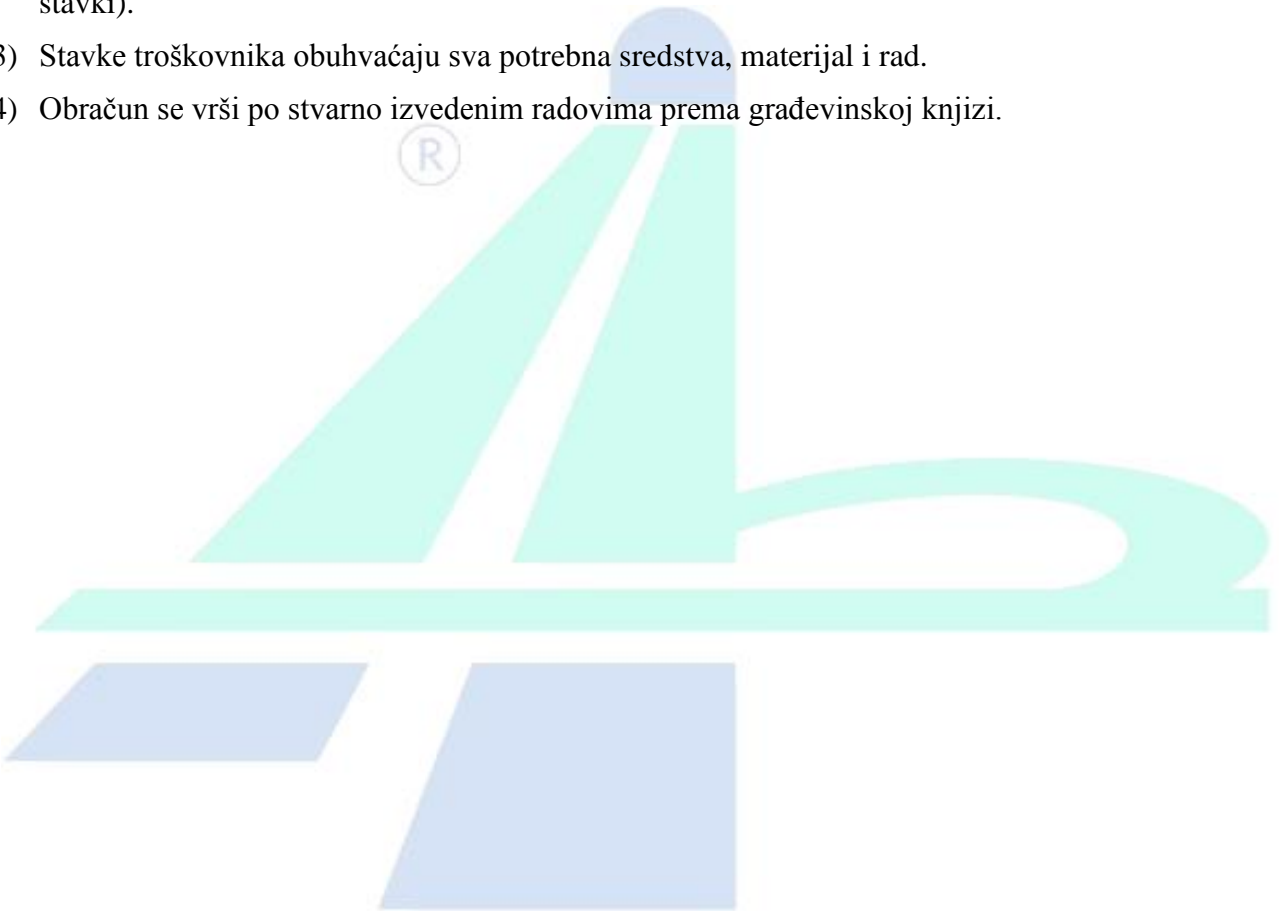 stavki).
3) Stavke troškovnika obuhvaćaju sva potrebna sredstva, materijal i rad.
4) Obračun se vrši po stvarno izvedenim radovima prema građevinskoj knjizi.
R